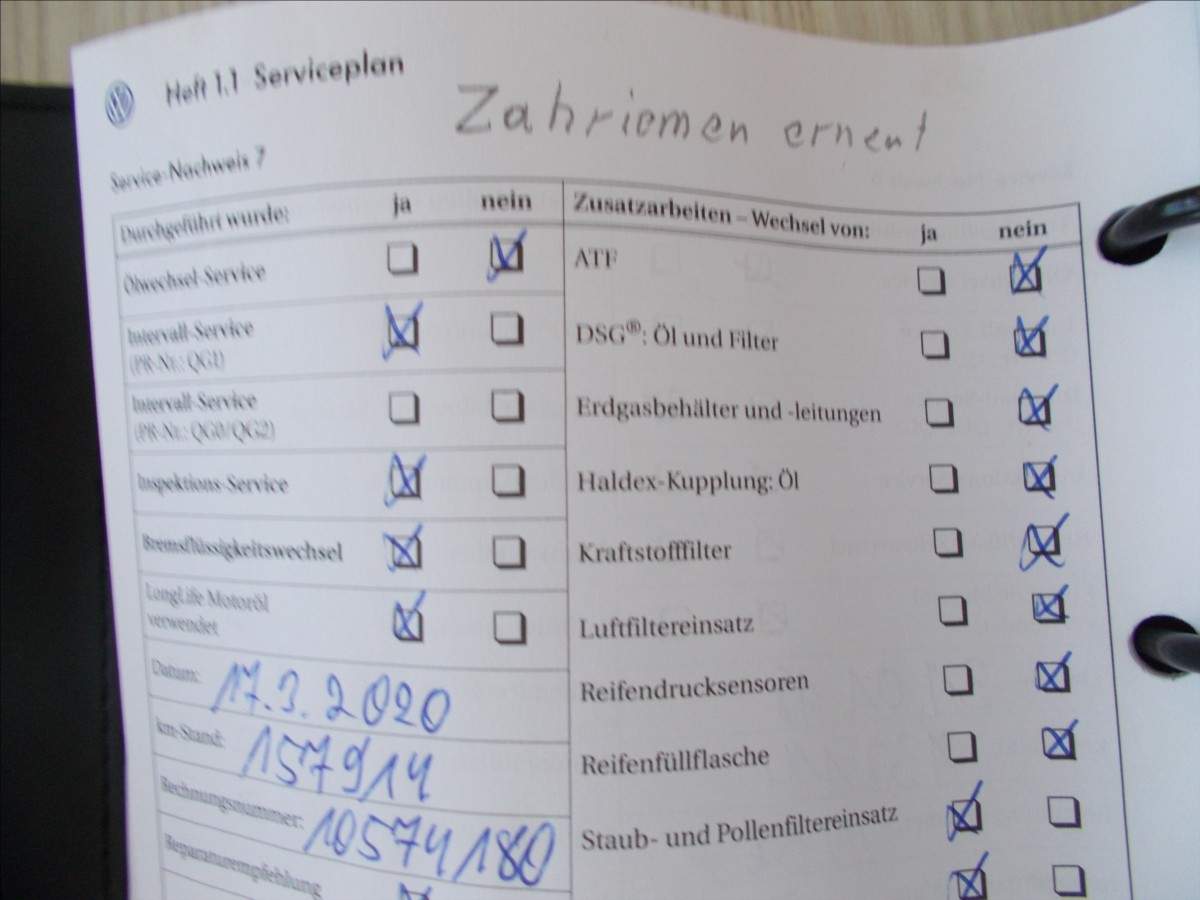 Heft 1.1 Serviceplan
Zahriemen ernent
Service-Nachweis 7
Durchgeführt wurde: ja nein
Ölwechsel-Service
Intervall-Service
(PR-Nr.: QG1)
Intervall-Service
(PR-Nr.: QG0/QG2)
Inspektions-Service
Bremsflüssigkeitswechsel
LongLife Motoröl
verwendet
Datum: 17.3.2020
km-Stand: 157914
Rechnungsnummer: 10574180
Reparaturempfehlung
Zusatzarbeiten – Wechsel von: ja nein
ATF
DSG®: Öl und Filter
Erdgasbehälter und -leitungen
Haldex-Kupplung: Öl
Kraftstofffilter
Luftfiltereinsatz
Reifendrucksensoren
Reifenfüllflasche
Staub- und Pollenfiltereinsatz